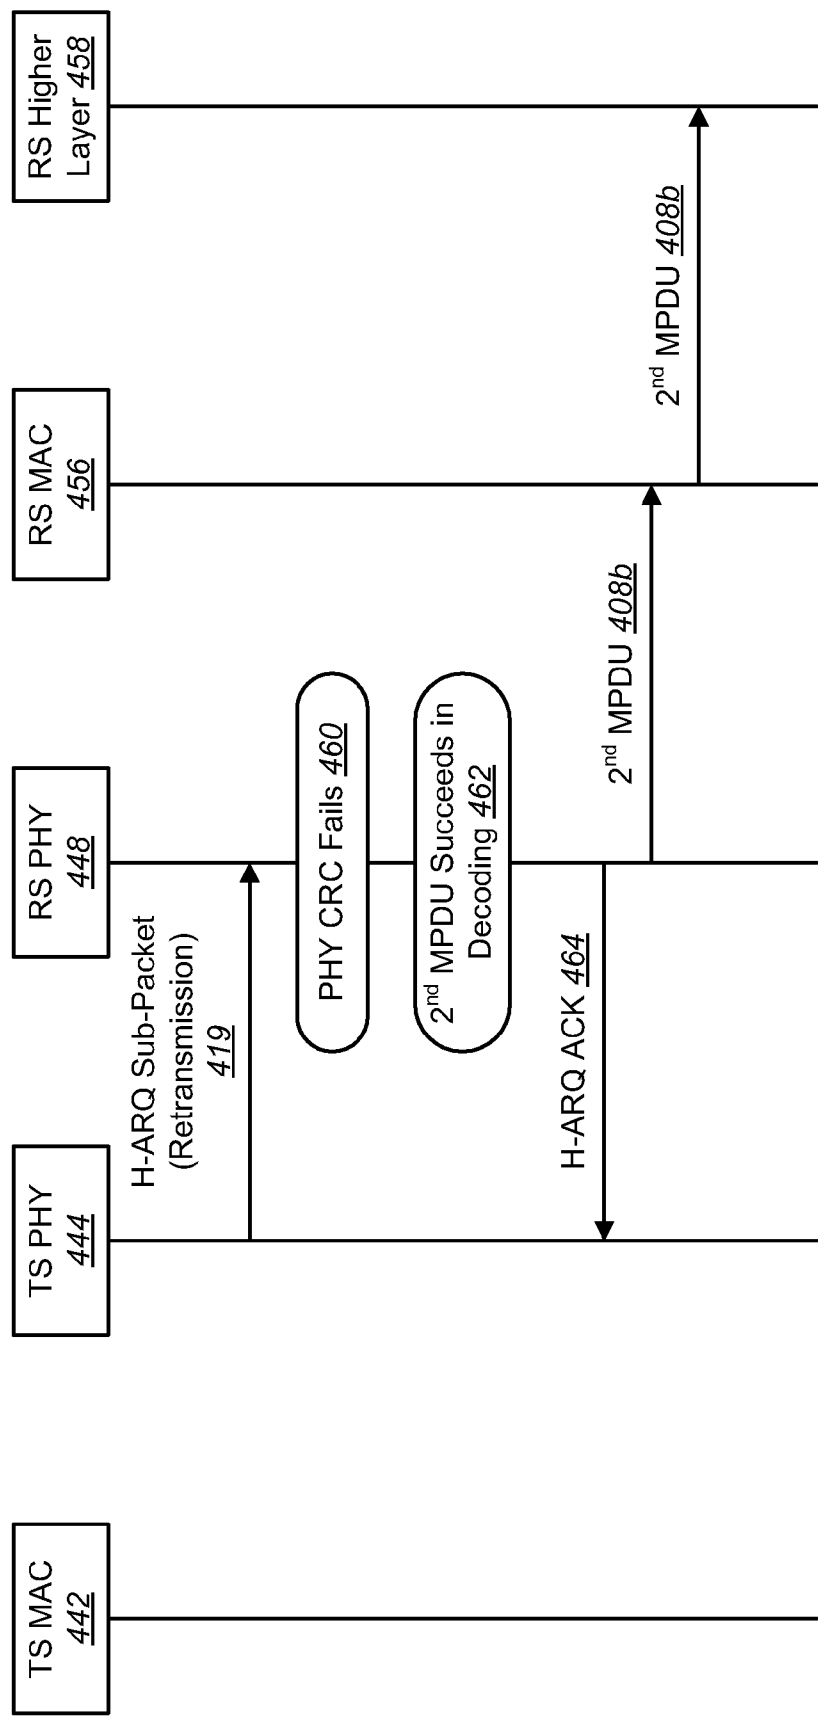 TS MAC
442
TS PHY
444
RS PHY
448
RS MAC
456
RS Higher
Layer 458
H-ARQ Sub-Packet
(Retransmission)
419
PHY CRC Fails 460
2nd MPDU Succeeds in
Decoding 462
H-ARQ ACK 464
2nd MPDU 408b
2nd MPDU 408b